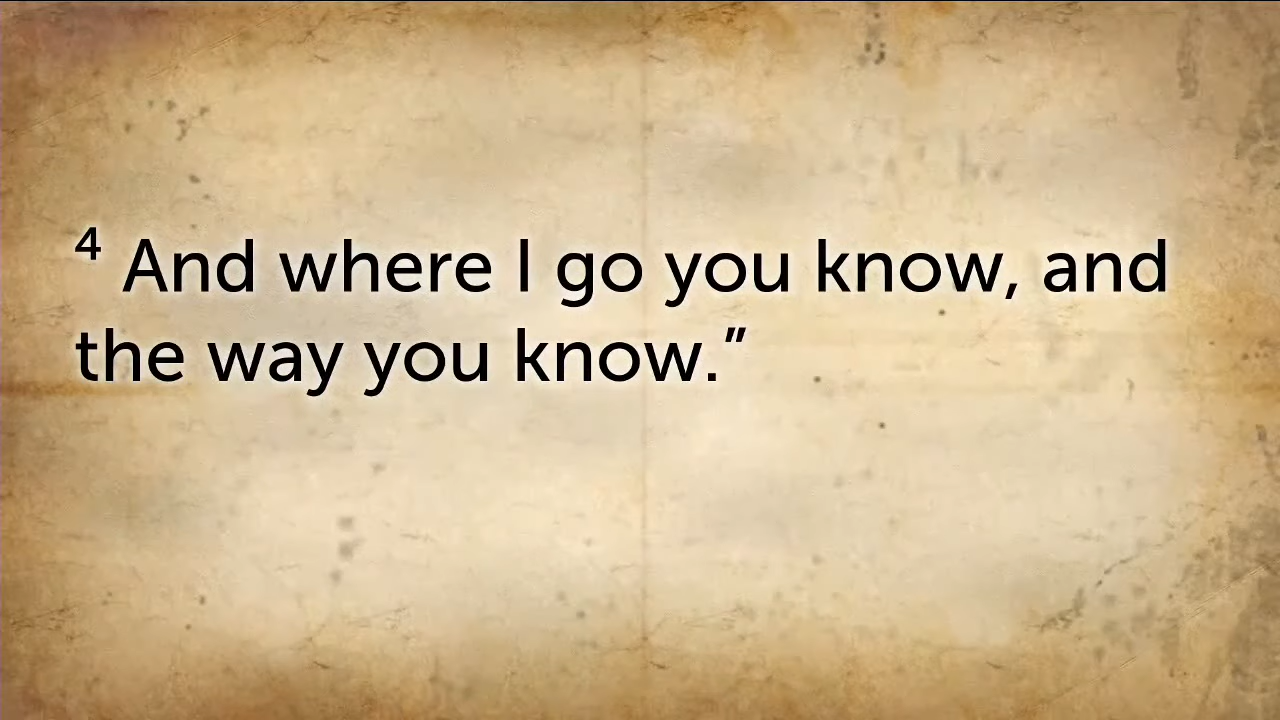 ⁴ And where I go you know, and
the way you know.”